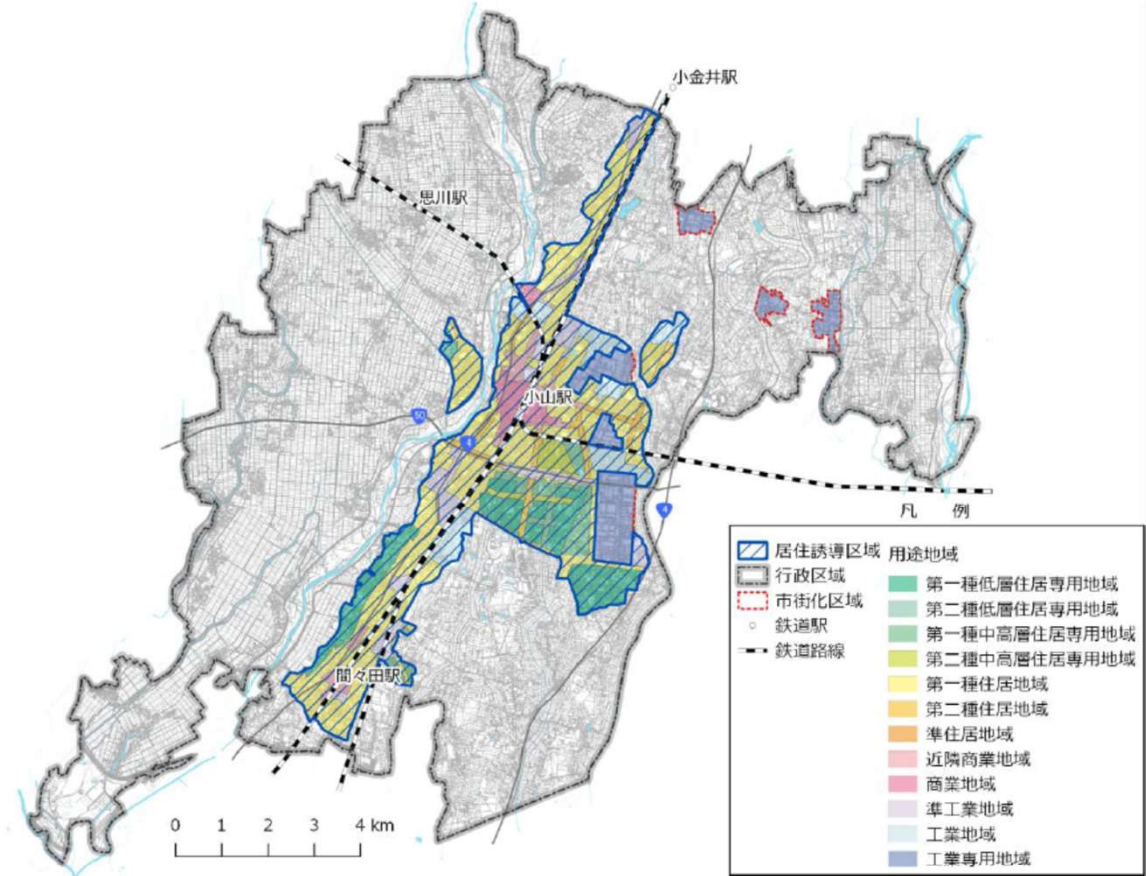 小金井駅
思川駅
小山駅
50
4
4
間々田駅
0 1 2 3 4 km
凡 例
居住誘導区域
行政区域
市街化区域
鉄道駅
鉄道路線
用途地域
第一種低層住居専用地域
第二種低層住居専用地域
第一種中高層住居専用地域
第二種中高層住居専用地域
第一種住居地域
第二種住居地域
準住居地域
近隣商業地域
商業地域
準工業地域
工業地域
工業専用地域